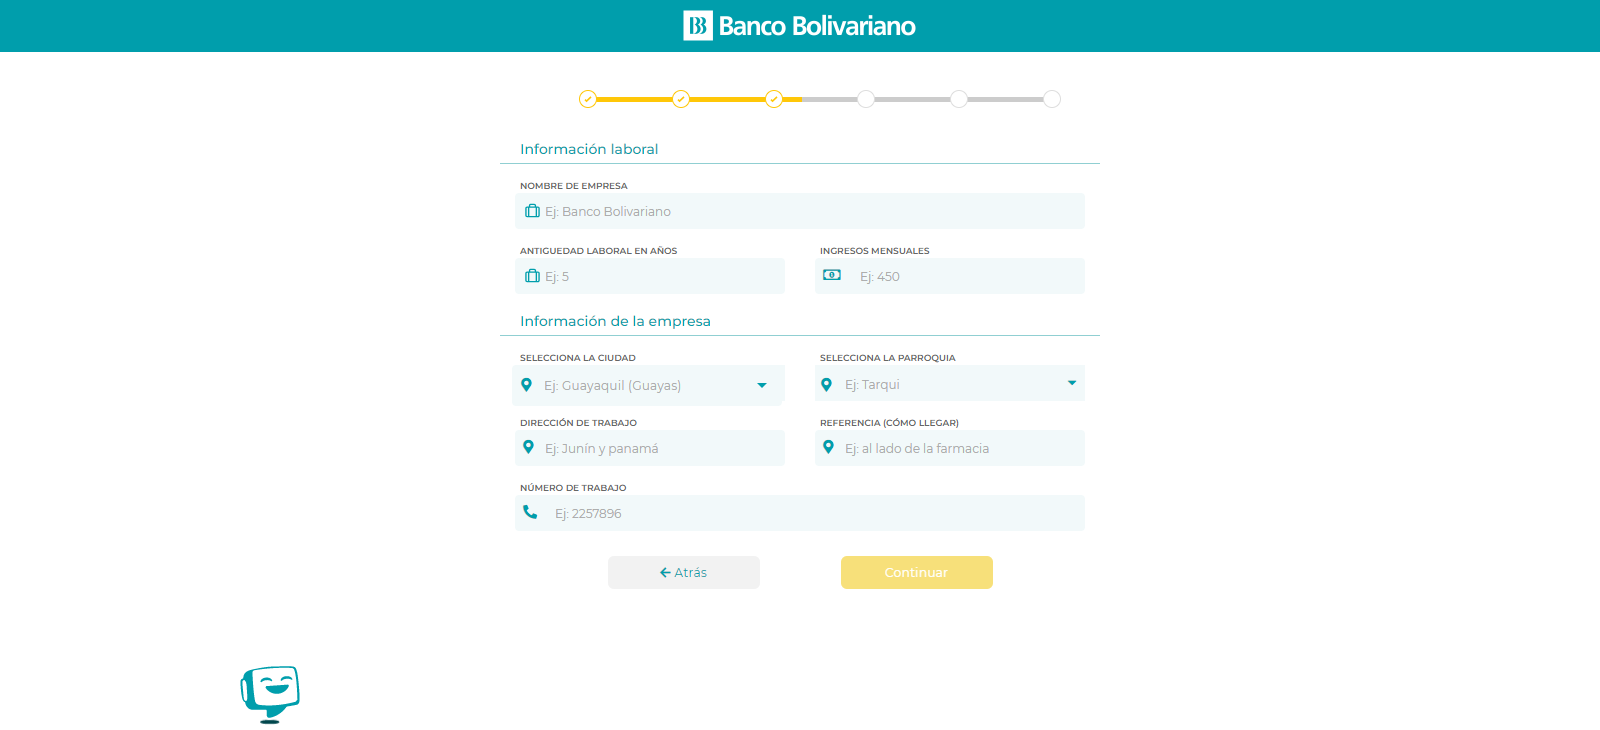 Banco Bolivariano
Información laboral
NOMBRE DE EMPRESA
Ej: Banco Bolivariano
ANTIGUEDAD LABORAL EN AÑOS
INGRESOS MENSUALES
Ej: 5
Ej: 450
Información de la empresa
SELECCIONA LA CIUDAD
SELECCIONA LA PARROQUIA
Ej: Guayaquil (Guayas)
Ej: Tarqui
DIRECCIÓN DE TRABAJO
REFERENCIA (CÓMO LLEGAR)
Ej: Junín y panamá
Ej: al lado de la farmacia
NÚMERO DE TRABAJO
Ej: 2257896
Atrás
Continuar